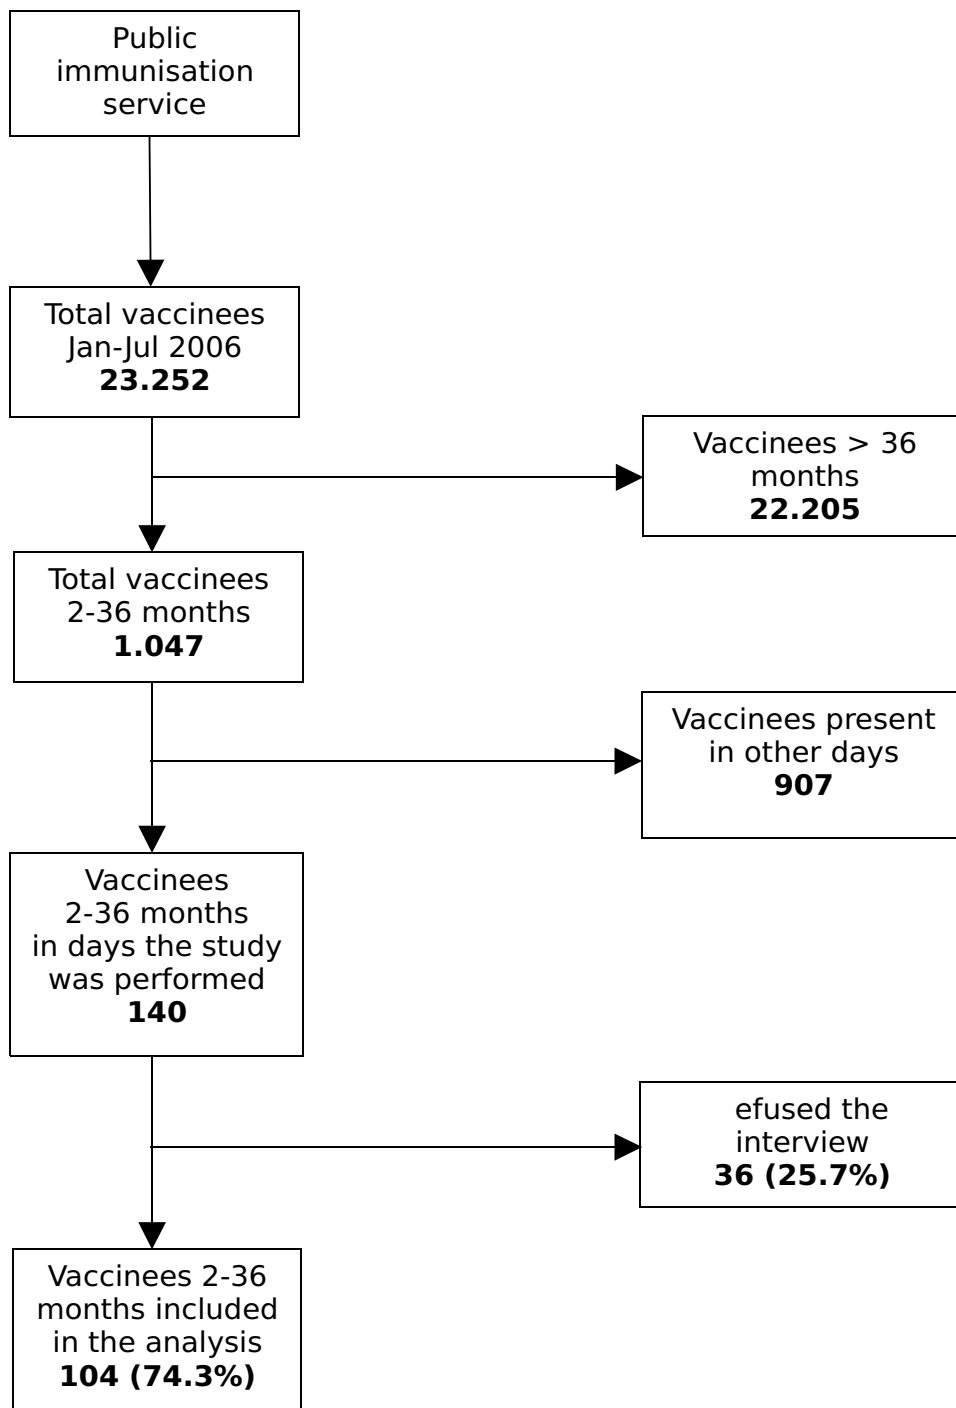 Public
immunisation
service
Total vaccinees
Jan-Jul 2006
23.252
Vaccinees > 36
months
22.205
Total vaccinees
2-36 months
1.047
Vaccinees present
in other days
907
Vaccinees
2-36 months
in days the study
was performed
140
efused the
interview
36 (25.7%)
Vaccinees 2-36
months included
in the analysis
104 (74.3%)